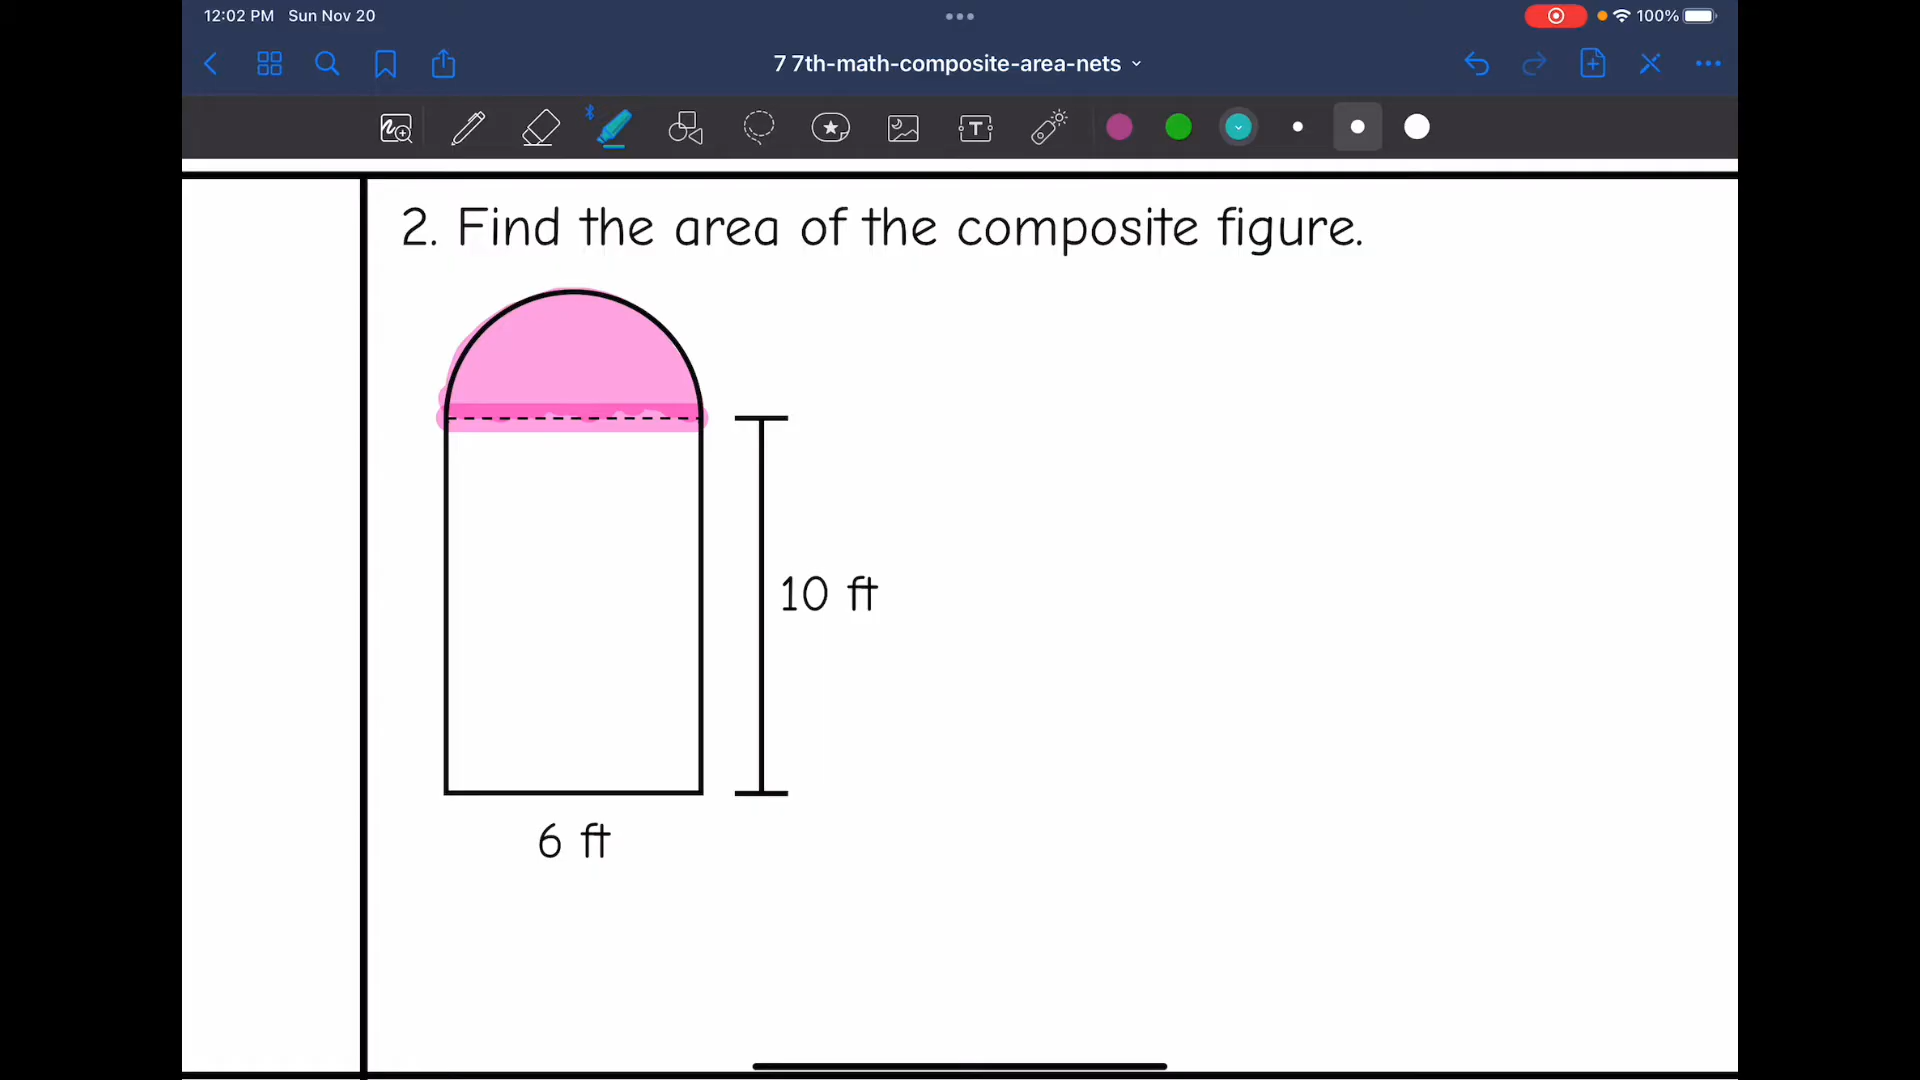 12:02 PM Sun Nov 20
100%
7 7th-math-composite-area-nets
T
2. Find the area of the composite figure.
10 ft
6 ft